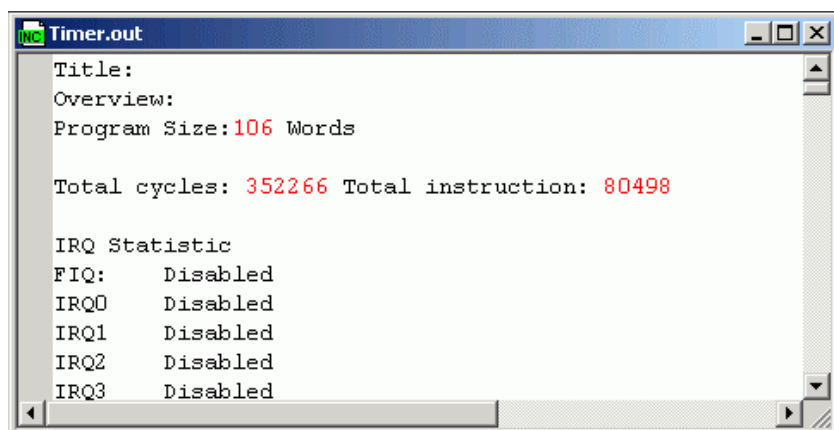 INC Timer.out
Title:
Overview:
Program Size:106 Words
Total cycles: 352266 Total instruction: 80498
IRQ Statistic
FIQ: Disabled
IRQ0 Disabled
IRQ1 Disabled
IRQ2 Disabled
IRQ3 Disabled